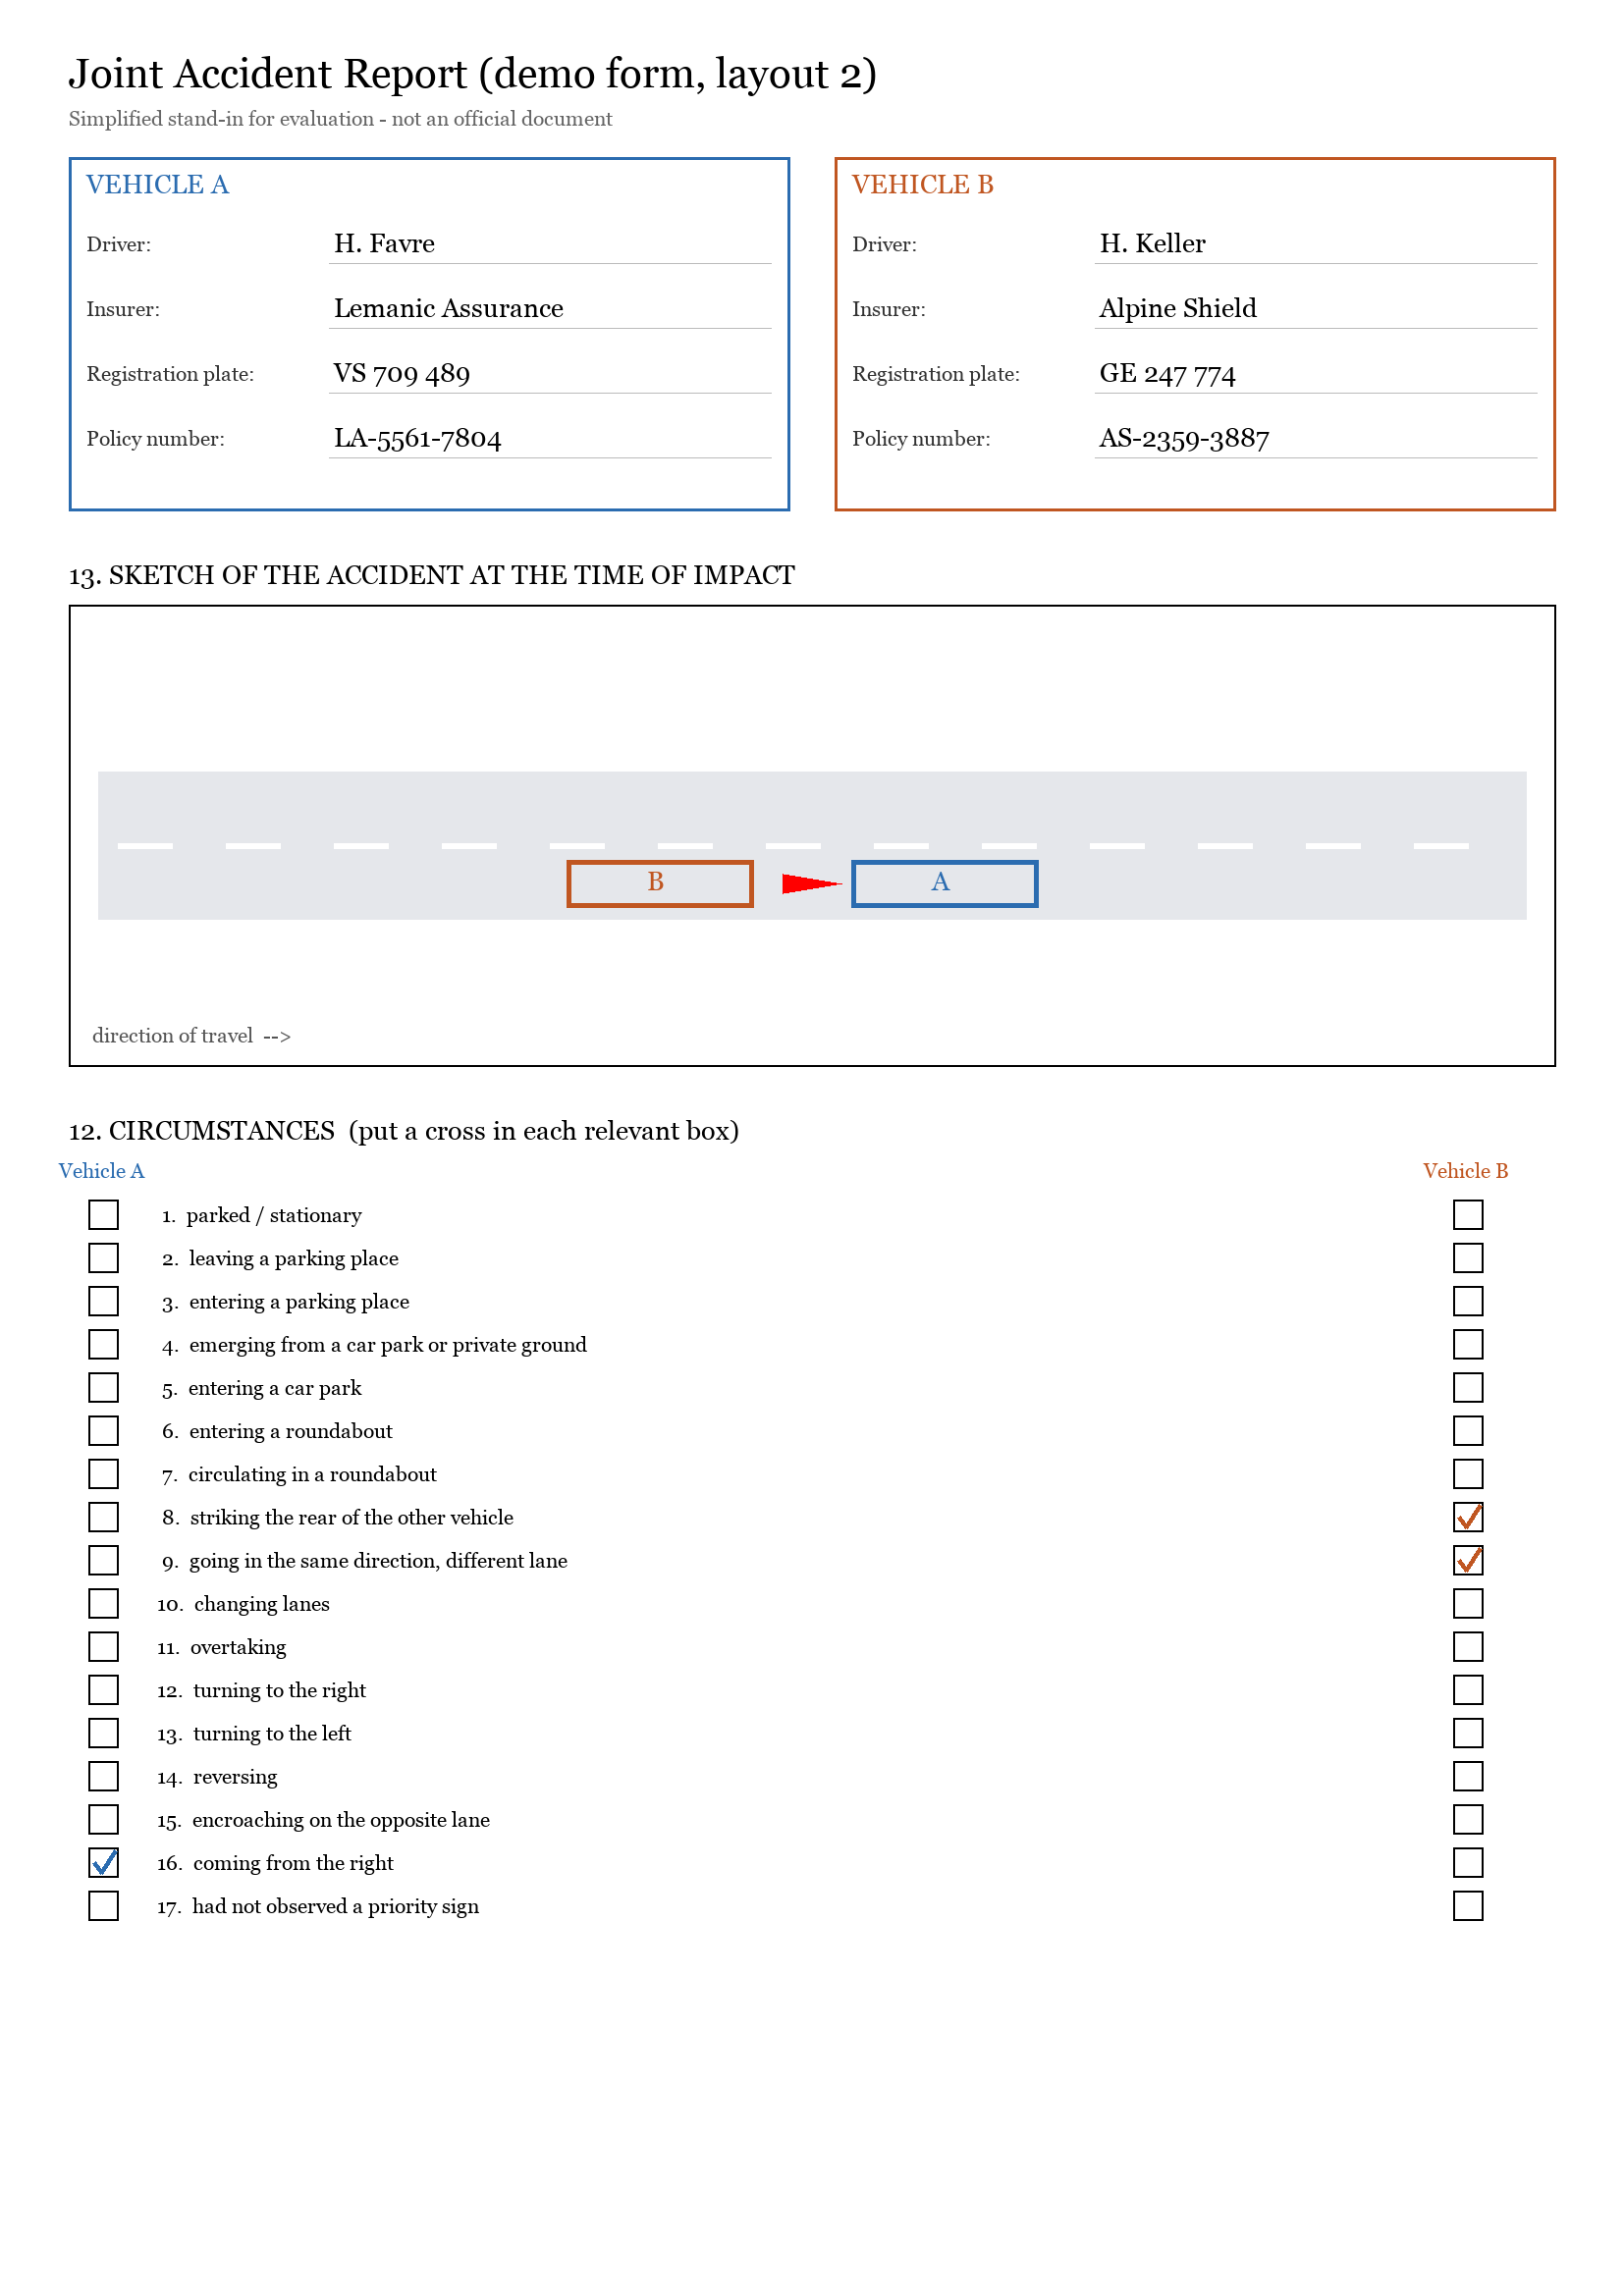 Joint Accident Report (demo form, layout 2)
Simplified stand-in for evaluation - not an official document
VEHICLE A
Driver: H. Favre
Insurer: Lemanic Assurance
Registration plate: VS 709 489
Policy number: LA-5561-7804
VEHICLE B
Driver: H. Keller
Insurer: Alpine Shield
Registration plate: GE 247 774
Policy number: AS-2359-3887
13. SKETCH OF THE ACCIDENT AT THE TIME OF IMPACT
B A
direction of travel -->
12. CIRCUMSTANCES (put a cross in each relevant box)
Vehicle A Vehicle B
1. parked / stationary
2. leaving a parking place
3. entering a parking place
4. emerging from a car park or private ground
5. entering a car park
6. entering a roundabout
7. circulating in a roundabout
8. striking the rear of the other vehicle
9. going in the same direction, different lane
10. changing lanes
11. overtaking
12. turning to the right
13. turning to the left
14. reversing
15. encroaching on the opposite lane
16. coming from the right
17. had not observed a priority sign